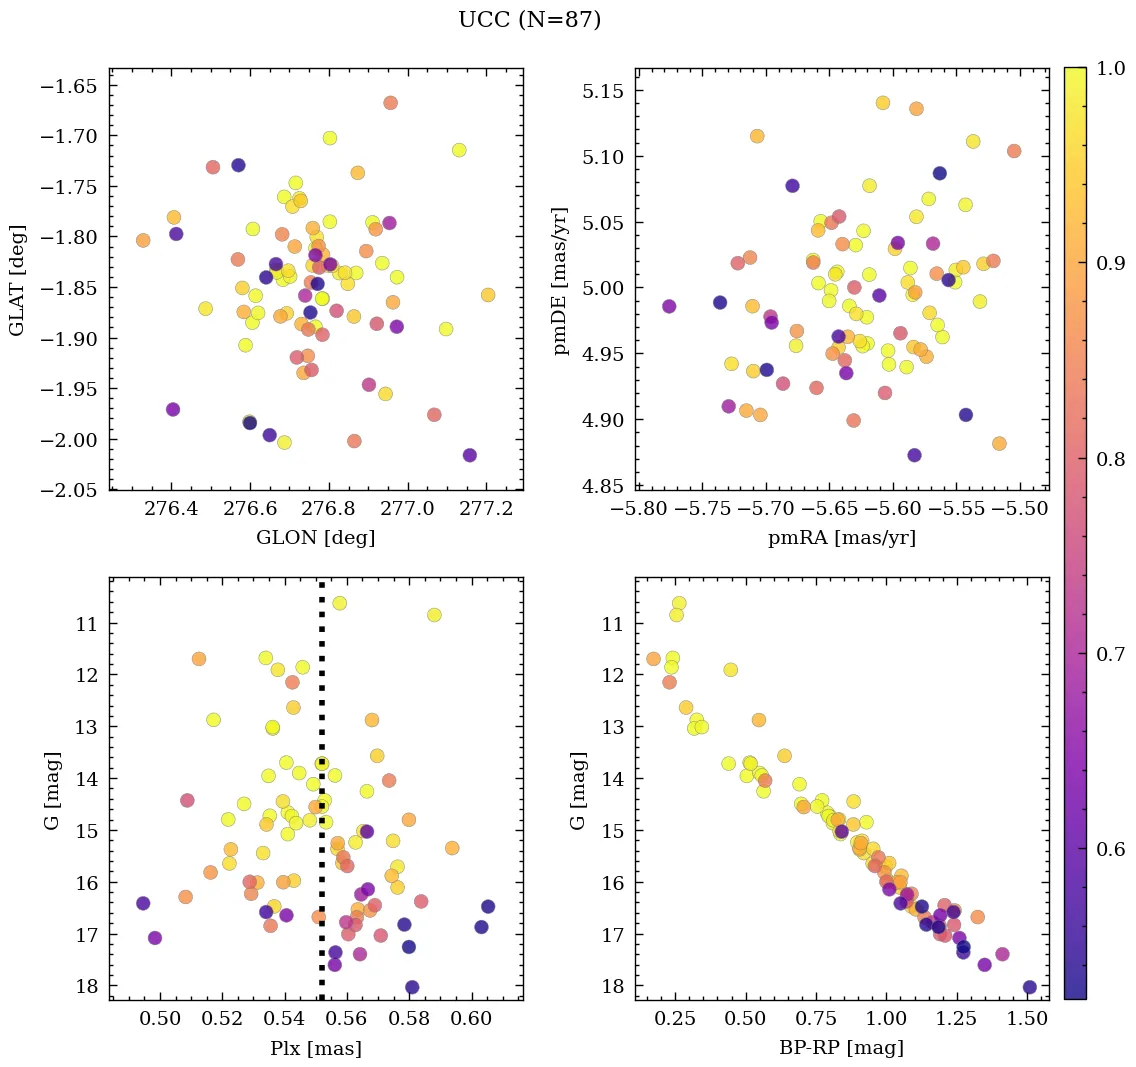 UCC (N=87)
−1.65
−1.70
−1.75
−1.80
−1.85
−1.90
−1.95
−2.00
−2.05
GLAT [deg]
276.4 276.6 276.8 277.0 277.2
GLON [deg]
5.15
5.10
5.05
5.00
4.95
4.90
4.85
pmDE [mas/yr]
−5.80 −5.75 −5.70 −5.65 −5.60 −5.55 −5.50
pmRA [mas/yr]
1.0
0.9
0.8
0.7
0.6
11
12
13
14
15
16
17
18
G [mag]
0.50 0.52 0.54 0.56 0.58 0.60
Plx [mas]
11
12
13
14
15
16
17
18
G [mag]
0.25 0.50 0.75 1.00 1.25 1.50
BP-RP [mag]